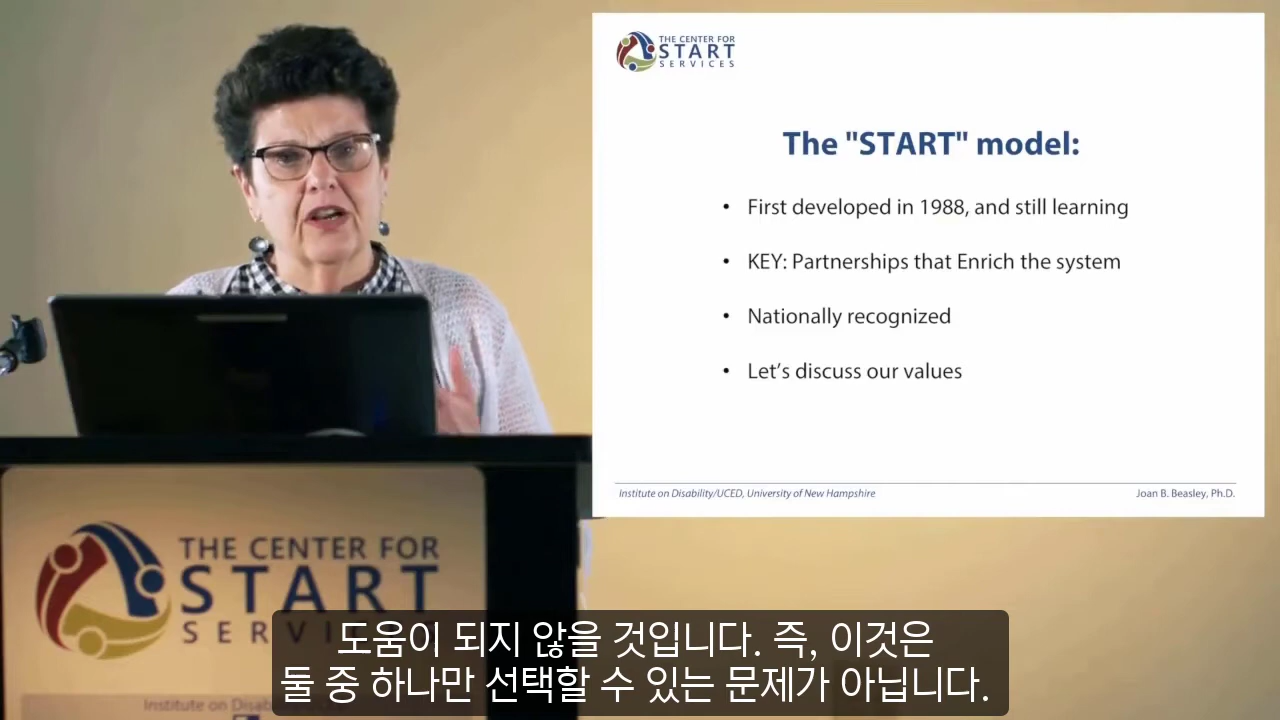 THE CENTER FOR
START
SERVICES
The "START" model:
• First developed in 1988, and still learning
• KEY: Partnerships that Enrich the system
• Nationally recognized
• Let's discuss our values
Institute on Disability/UCED, University of New Hampshire
Joan B. Beasley, Ph.D.
THE CENTER FOR
START
SERVICES
도움이 되지 않을 것입니다. 즉, 이것은
둘 중 하나만 선택할 수 있는 문제가 아닙니다.
Institute on